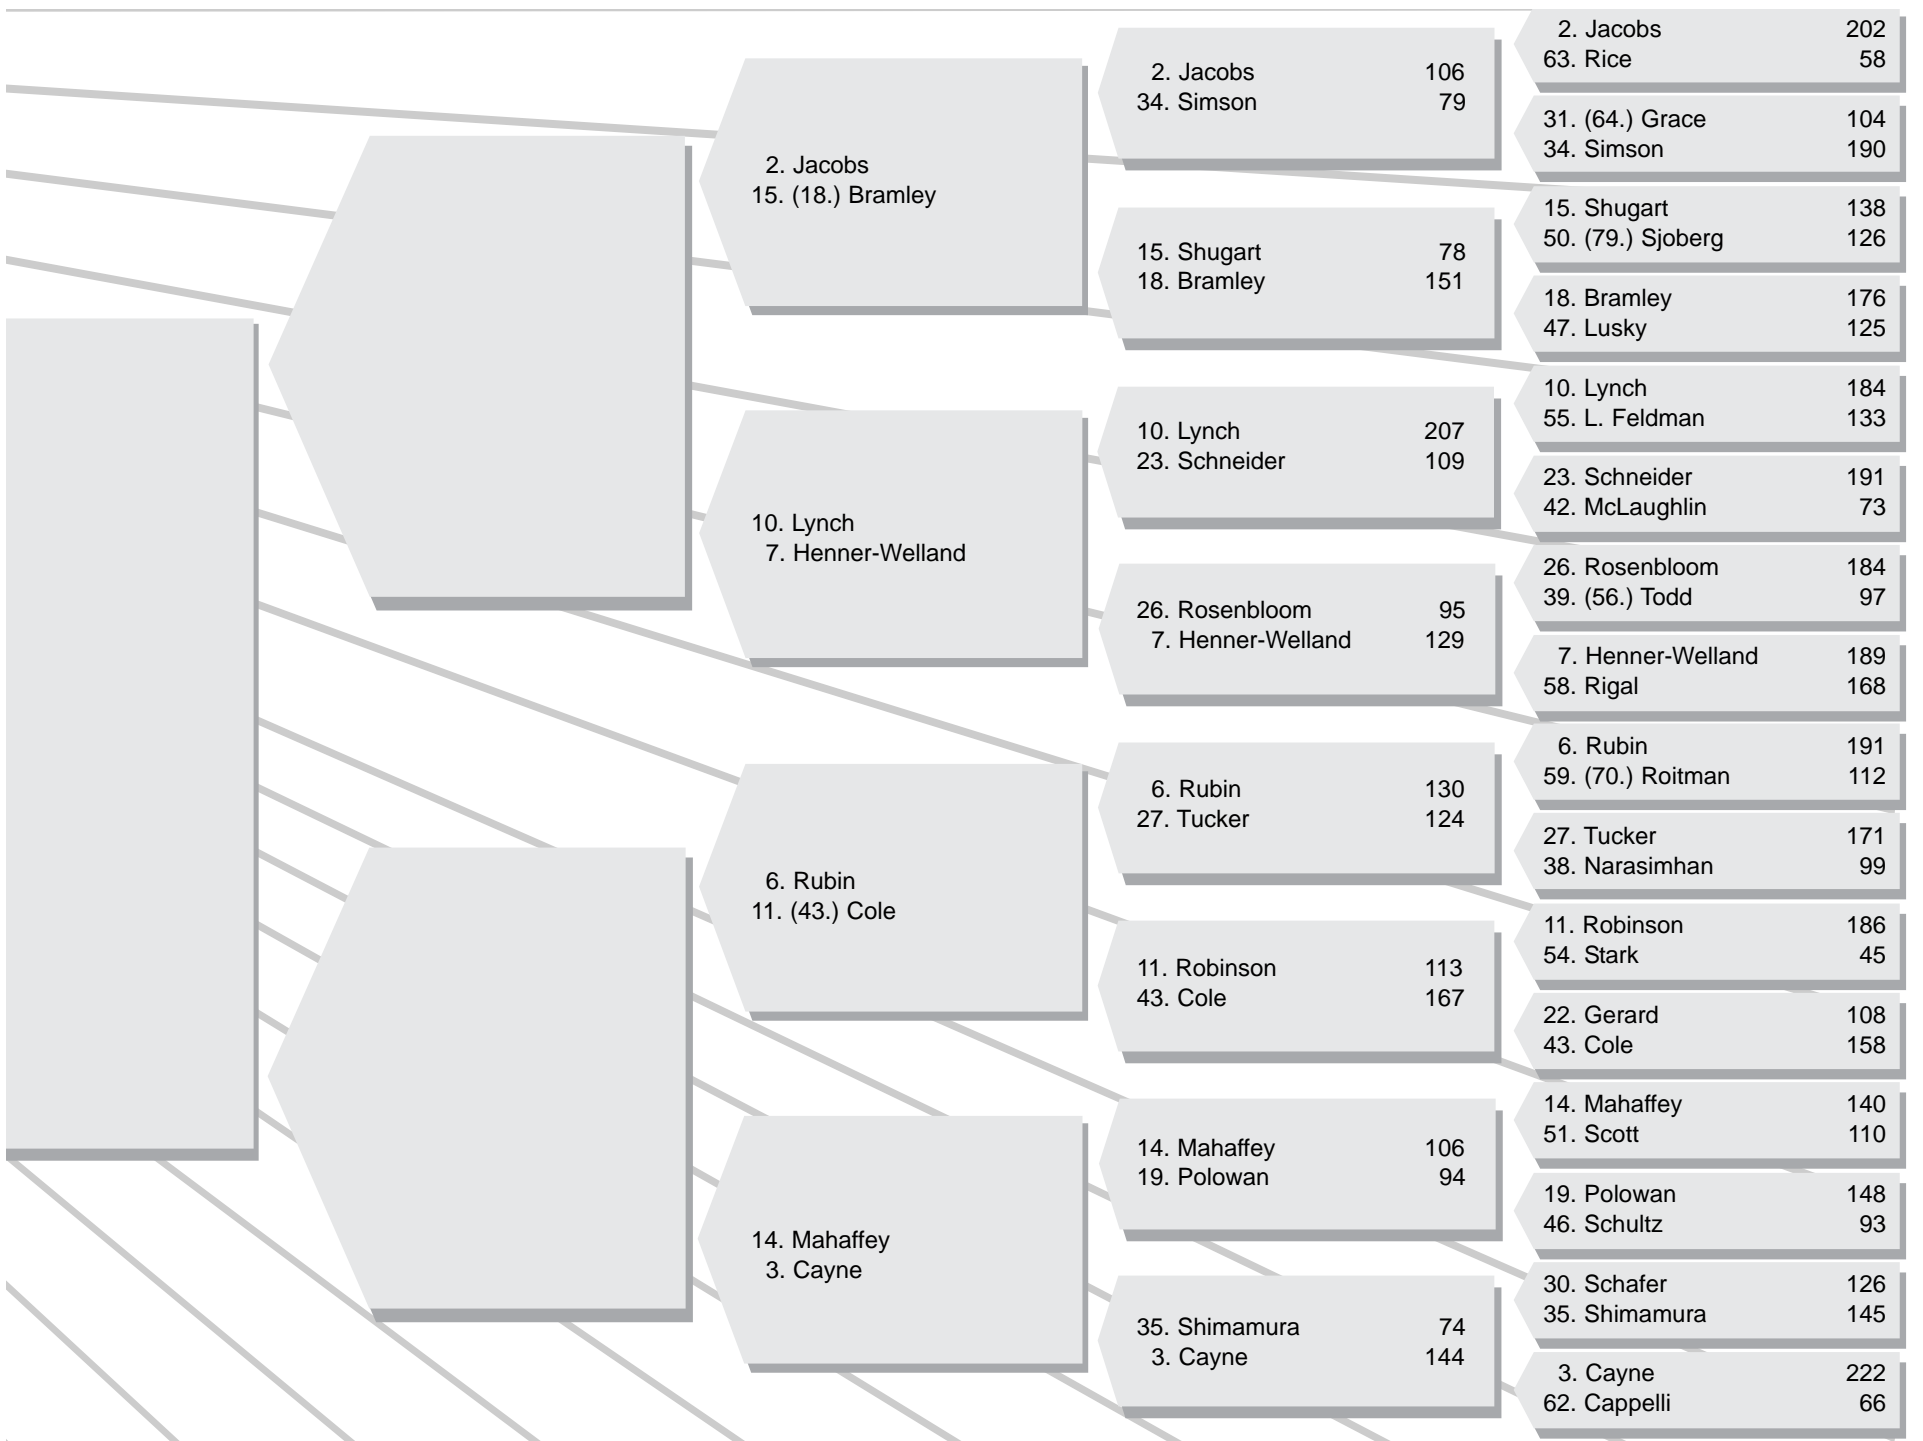 2. Jacobs
15. (18.) Bramley
10. Lynch
7. Henner-Welland
6. Rubin
11. (43.) Cole
14. Mahaffey
3. Cayne
2. Jacobs 106
34. Simson 79
15. Shugart 78
18. Bramley 151
10. Lynch 207
23. Schneider 109
26. Rosenbloom 95
7. Henner-Welland 129
6. Rubin 130
27. Tucker 124
11. Robinson 113
43. Cole 167
14. Mahaffey 106
19. Polowan 94
35. Shimamura 74
3. Cayne 144
2. Jacobs 202
63. Rice 58
31. (64.) Grace 104
34. Simson 190
15. Shugart 138
50. (79.) Sjoberg 126
18. Bramley 176
47. Lusky 125
10. Lynch 184
55. L. Feldman 133
23. Schneider 191
42. McLaughlin 73
26. Rosenbloom 184
39. (56.) Todd 97
7. Henner-Welland 189
58. Rigal 168
6. Rubin 191
59. (70.) Roitman 112
27. Tucker 171
38. Narasimhan 99
11. Robinson 186
54. Stark 45
22. Gerard 108
43. Cole 158
14. Mahaffey 140
51. Scott 110
19. Polowan 148
46. Schultz 93
30. Schafer 126
35. Shimamura 145
3. Cayne 222
62. Cappelli 66